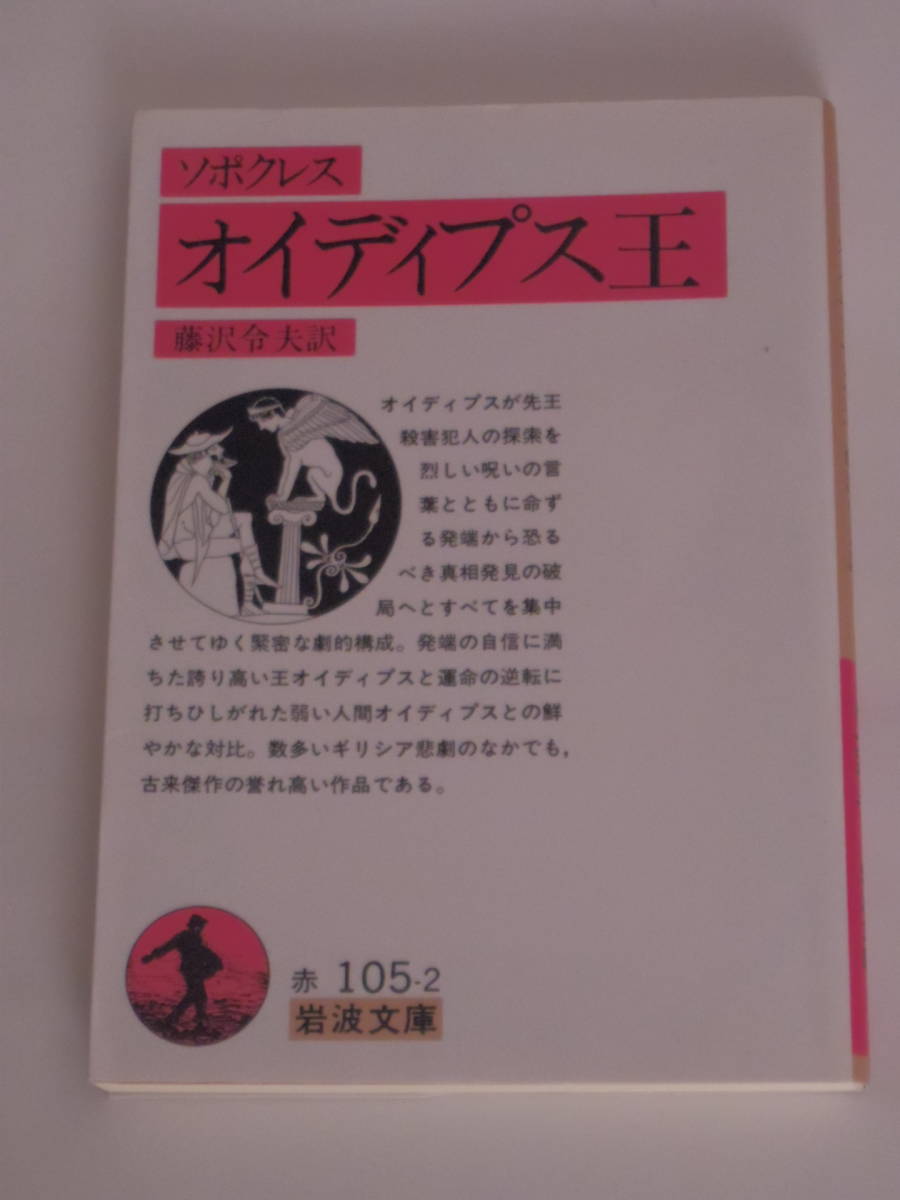 ソポクレス
オイディプス王
藤沢令夫訳
オイディプスが先王
殺害犯人の探索を
烈しい呪いの言
葉とともに命ず
る発端から恐る
べき真相発見の破
局へとすべてを集中
させてゆく緊密な劇的構成。発端の自信に満
ちた誇り高い王オイディプスと運命の逆転に
打ちひしがれた弱い人間オイディプスとの鮮
やかな対比。数多いギリシア悲劇のなかでも,
古来傑作の誉れ高い作品である。
赤 105-2
岩波文庫